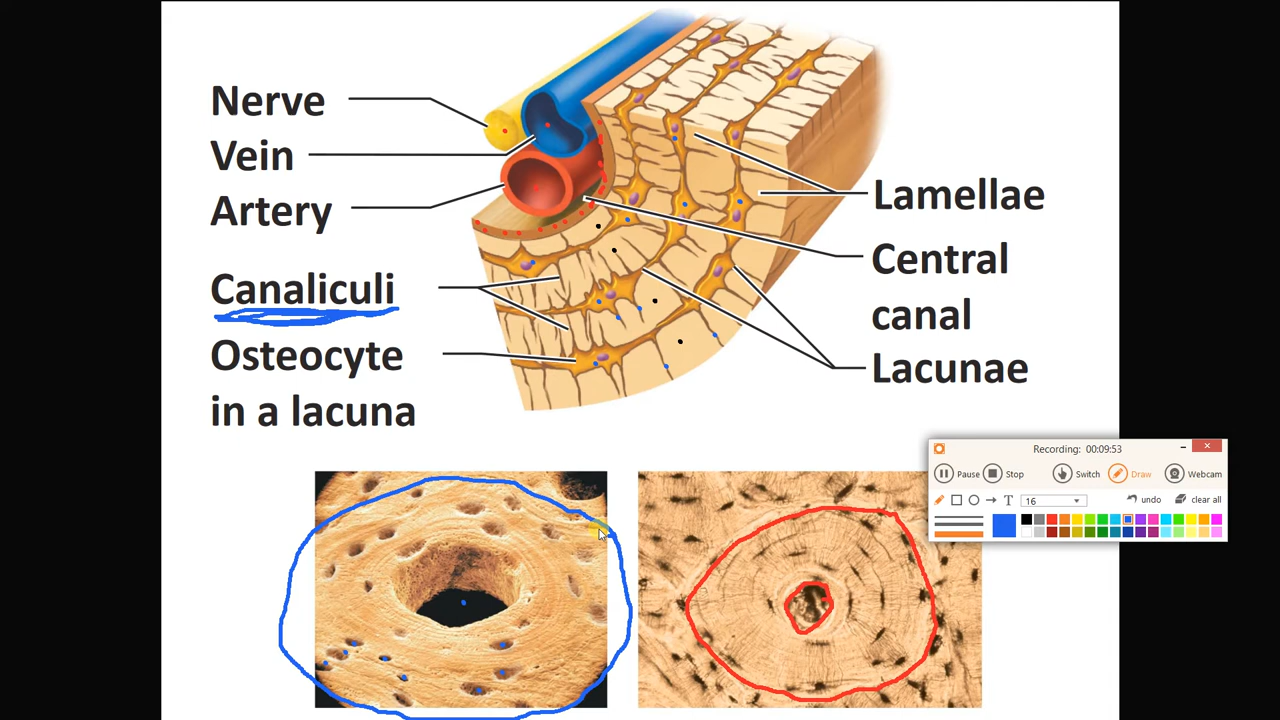 Nerve
Vein
Artery
Canaliculi
Osteocyte
in a lacuna
Lamellae
Central
canal
Lacunae
Recording: 00:09:53
Pause Stop Switch Draw Webcam
T 16 undo clear all